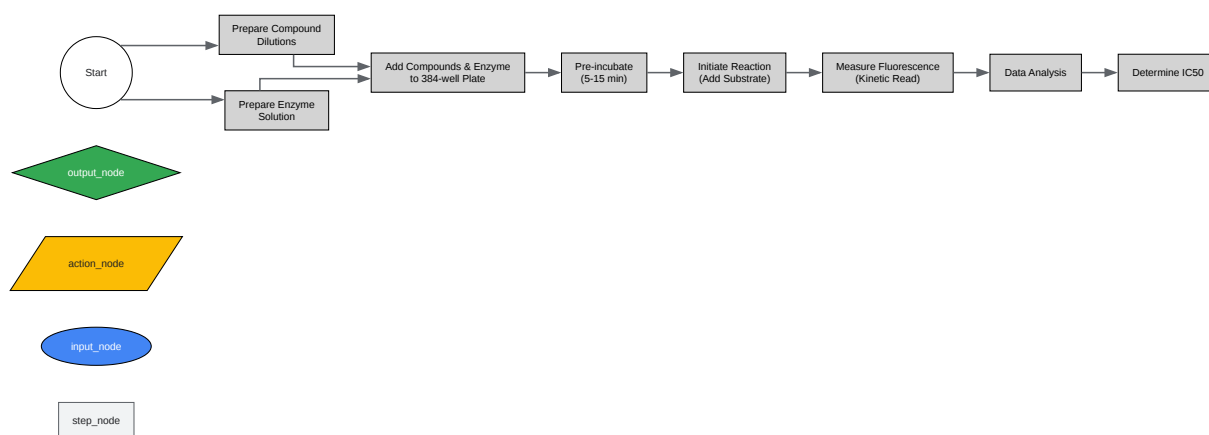 Start
Prepare Compound
Dilutions
Prepare Enzyme
Solution
Add Compounds & Enzyme
to 384-well Plate
Pre-incubate
(5-15 min)
Initiate Reaction
(Add Substrate)
Measure Fluorescence
(Kinetic Read)
Data Analysis
Determine IC50
output_node
action_node
input_node
step_node